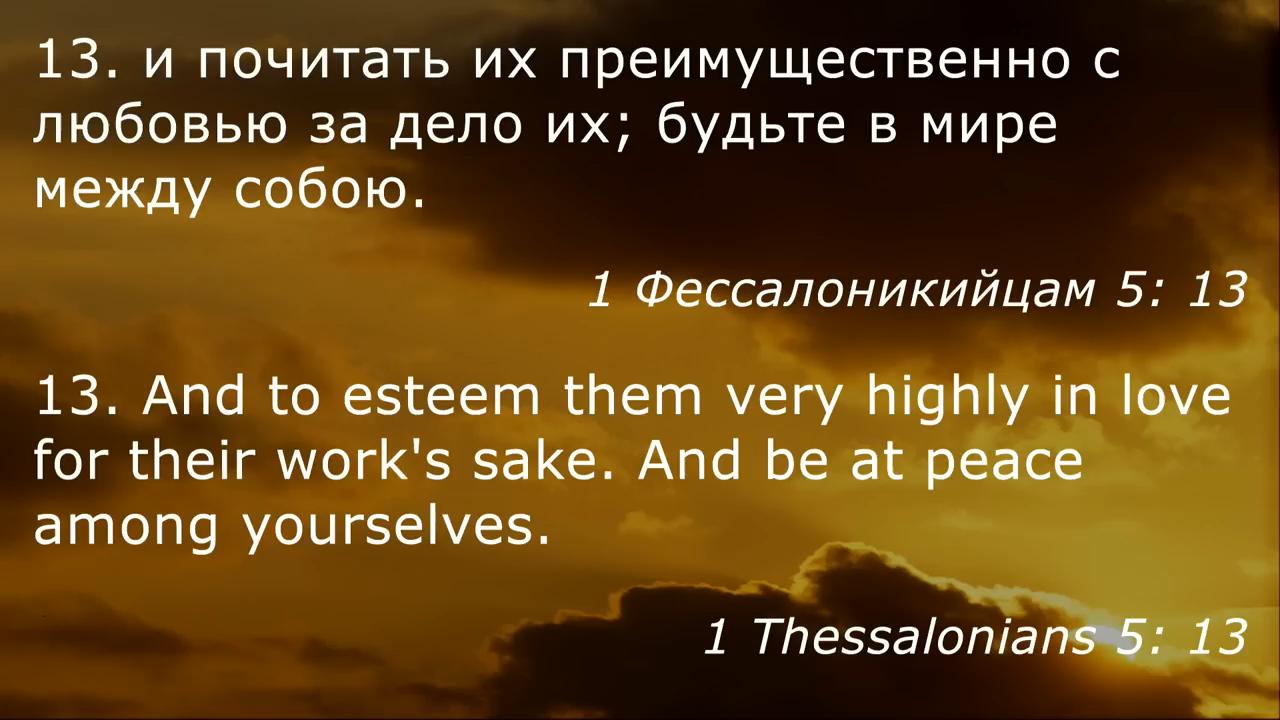 13. и почитать их преимущественно с
любовью за дело их; будьте в мире
между собою.
1 Фессалоникийцам 5: 13
13. And to esteem them very highly in love
for their work's sake. And be at peace
among yourselves.
1 Thessalonians 5: 13